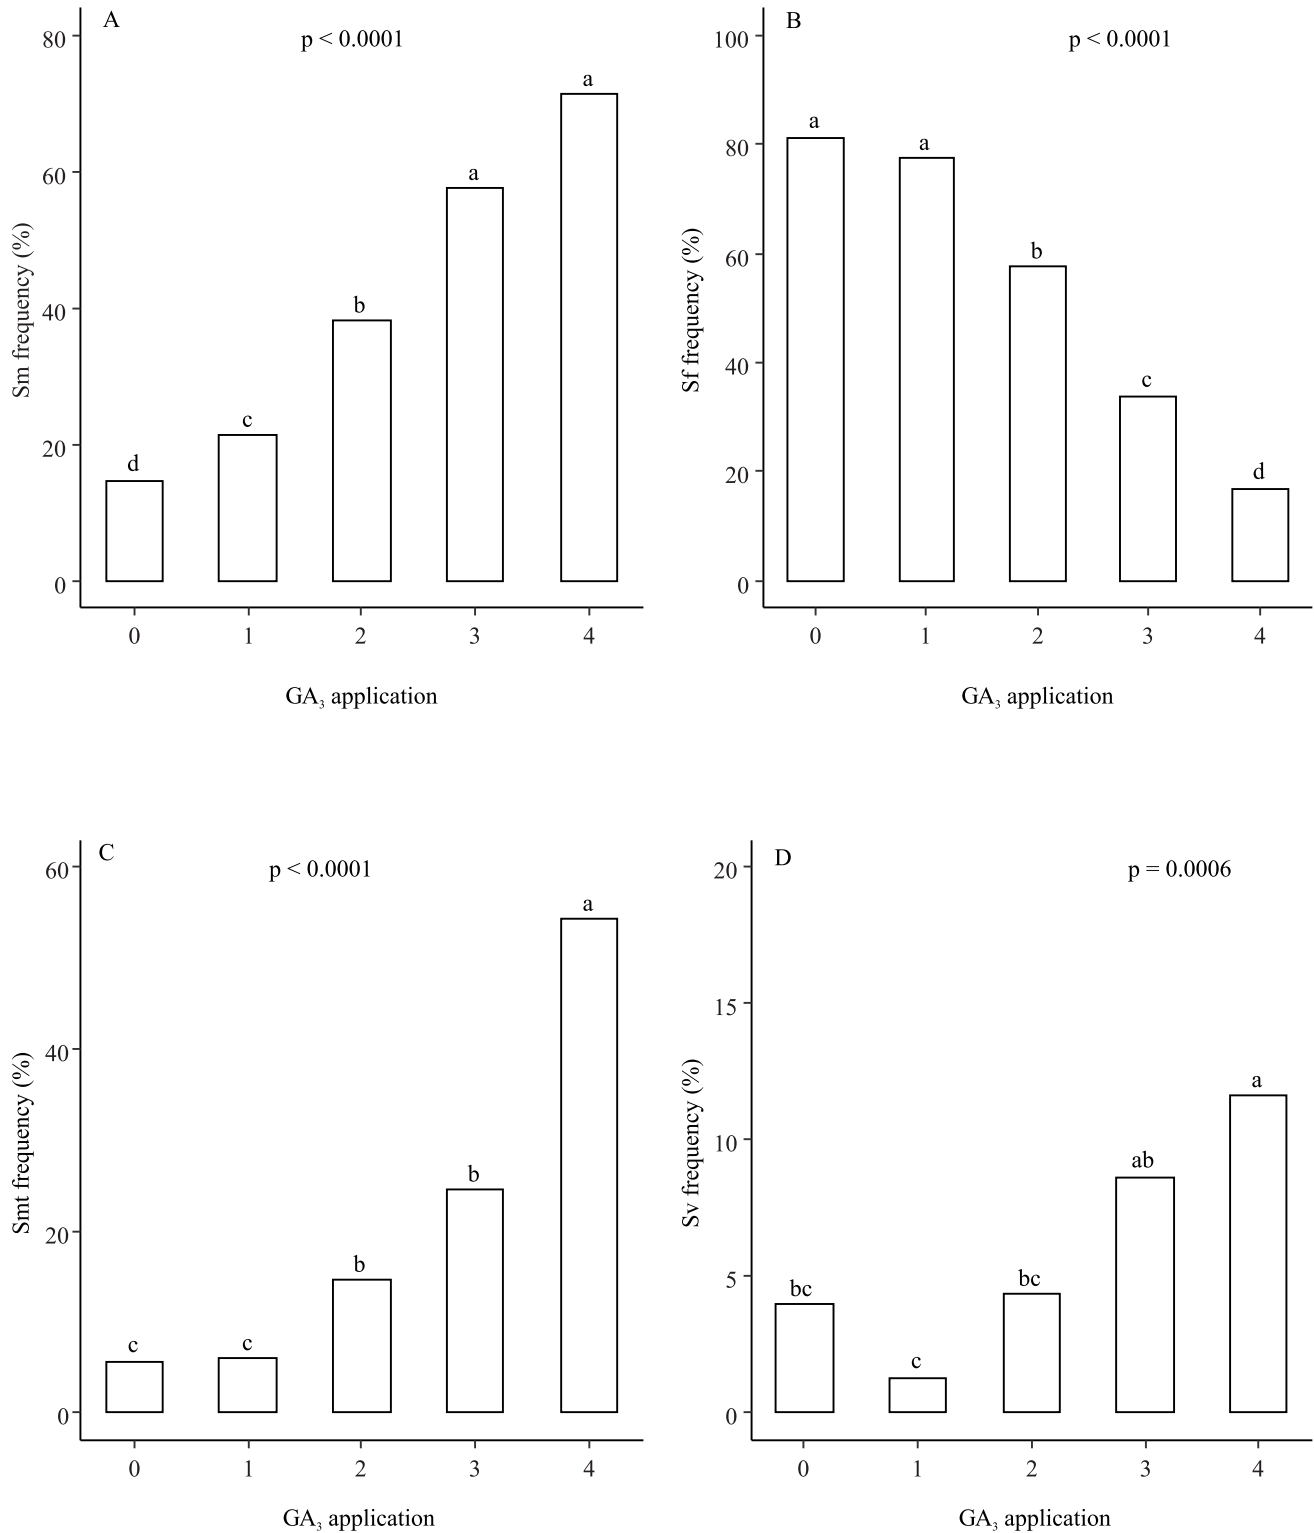 A
p < 0.0001
80
60
40
20
0
Sm frequency (%)
d
c
b
a
a
0 1 2 3 4
GA₃ application
B
p < 0.0001
100
80
60
40
20
0
Sf frequency (%)
a
a
b
c
d
0 1 2 3 4
GA₃ application
C
p < 0.0001
60
40
20
0
Smt frequency (%)
c
c
b
b
a
0 1 2 3 4
GA₃ application
D
p = 0.0006
20
15
10
5
0
Sv frequency (%)
bc
c
bc
ab
a
0 1 2 3 4
GA₃ application